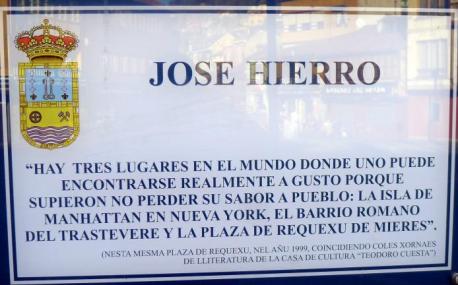 JOSE HIERRO
“HAY TRES LUGARES EN EL MUNDO DONDE UNO PUEDE
ENCONTRARSE REALMENTE A GUSTO PORQUE
SUPIERON NO PERDER SU SABOR A PUEBLO: LA ISLA DE
MANHATTAN EN NUEVA YORK, EL BARRIO ROMANO
DEL TRASTEVERE Y LA PLAZA DE REQUEXU DE MIERES”.
(NESTA MESMA PLAZA DE REQUEXU, NEL AÑU 1999, COINCIDIENDO COLES XORNAES
DE LLITERATURA DE LA CASA DE CULTURA “TEODORO CUESTA”)